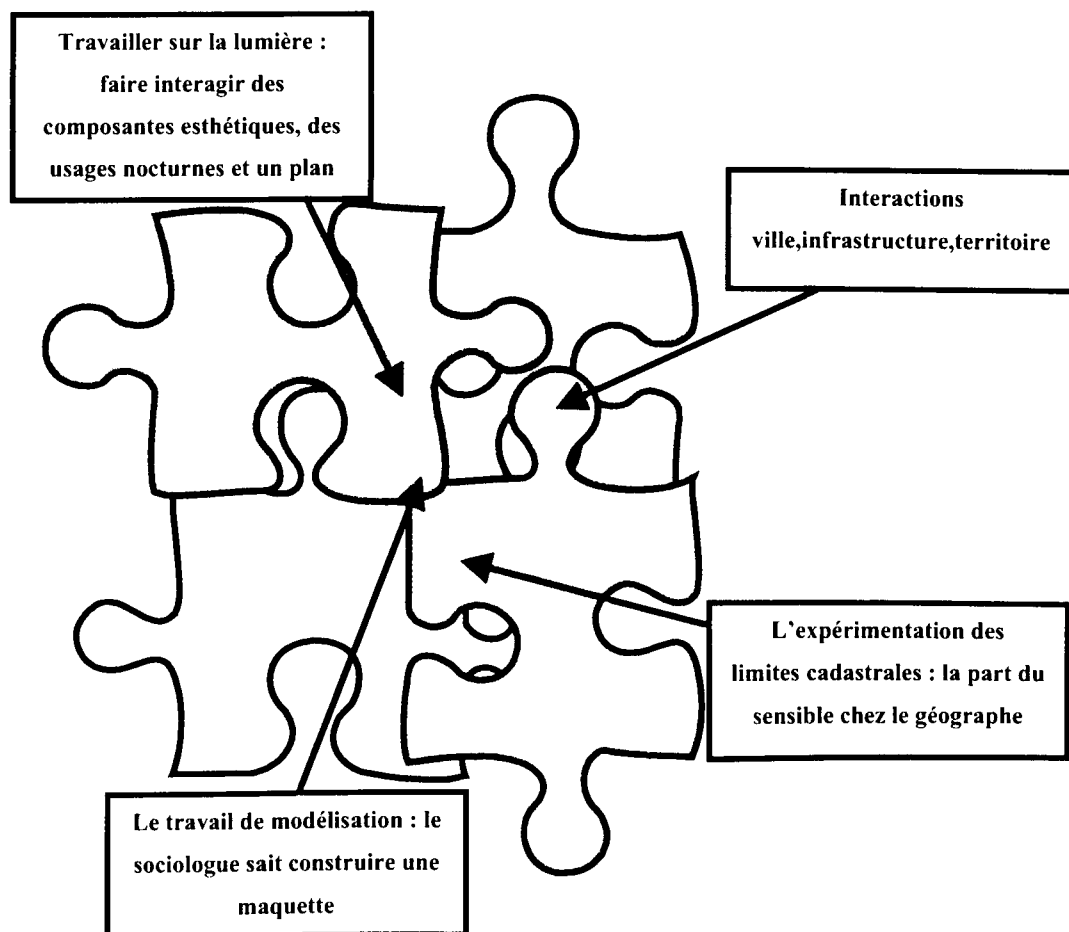 Travailler sur la lumière :
faire interagir des
composantes esthétiques, des
usages nocturnes et un plan
Interactions
ville,infrastructure,territoire
L'expérimentation des
limites cadastrales : la part du
sensible chez le géographe
Le travail de modélisation : le
sociologue sait construire une
maquette